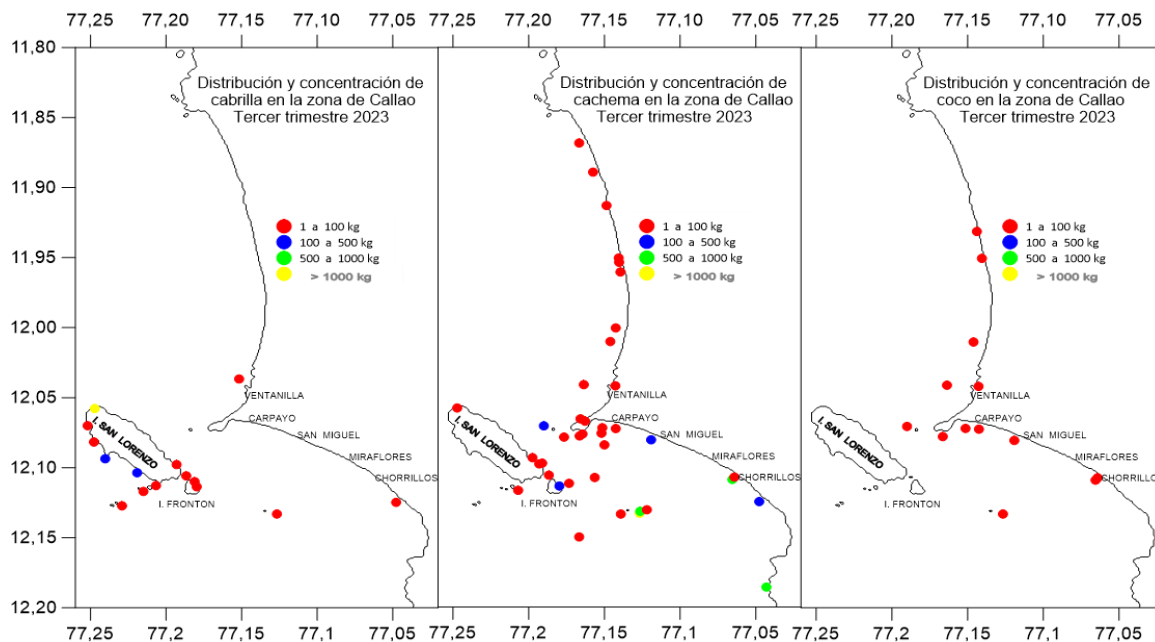 77,25 77,2 77,15 77,1 77,05 77,25 77,2 77,15 77,1 77,05 77,25 77,2 77,15 77,1 77,05
11,80
11,85
11,90
11,95
12,00
12,05
12,10
12,15
12,20
Distribución y concentración de
cabrilla en la zona de Callao
Tercer trimestre 2023
1 a 100 kg
100 a 500 kg
500 a 1000 kg
> 1000 kg
VENTANILLA
CARPAYO
SAN MIGUEL
MIRAFLORES
CHORRILLOS
I. SAN LORENZO
I. FRONTON
Distribución y concentración de
cachema en la zona de Callao
Tercer trimestre 2023
1 a 100 kg
100 a 500 kg
500 a 1000 kg
> 1000 kg
VENTANILLA
CARPAYO
SAN MIGUEL
MIRAFLORES
CHORRILLOS
I. SAN LORENZO
I. FRONTON
Distribución y concentración de
coco en la zona de Callao
Tercer trimestre 2023
1 a 100 kg
100 a 500 kg
500 a 1000 kg
> 1000 kg
VENTANILLA
CARPAYO
SAN MIGUEL
MIRAFLORES
CHORRILLOS
I. SAN LORENZO
I. FRONTON
77,25 77,2 77,15 77,1 77,05 77,25 77,2 77,15 77,1 77,05 77,25 77,2 77,15 77,1 77,05